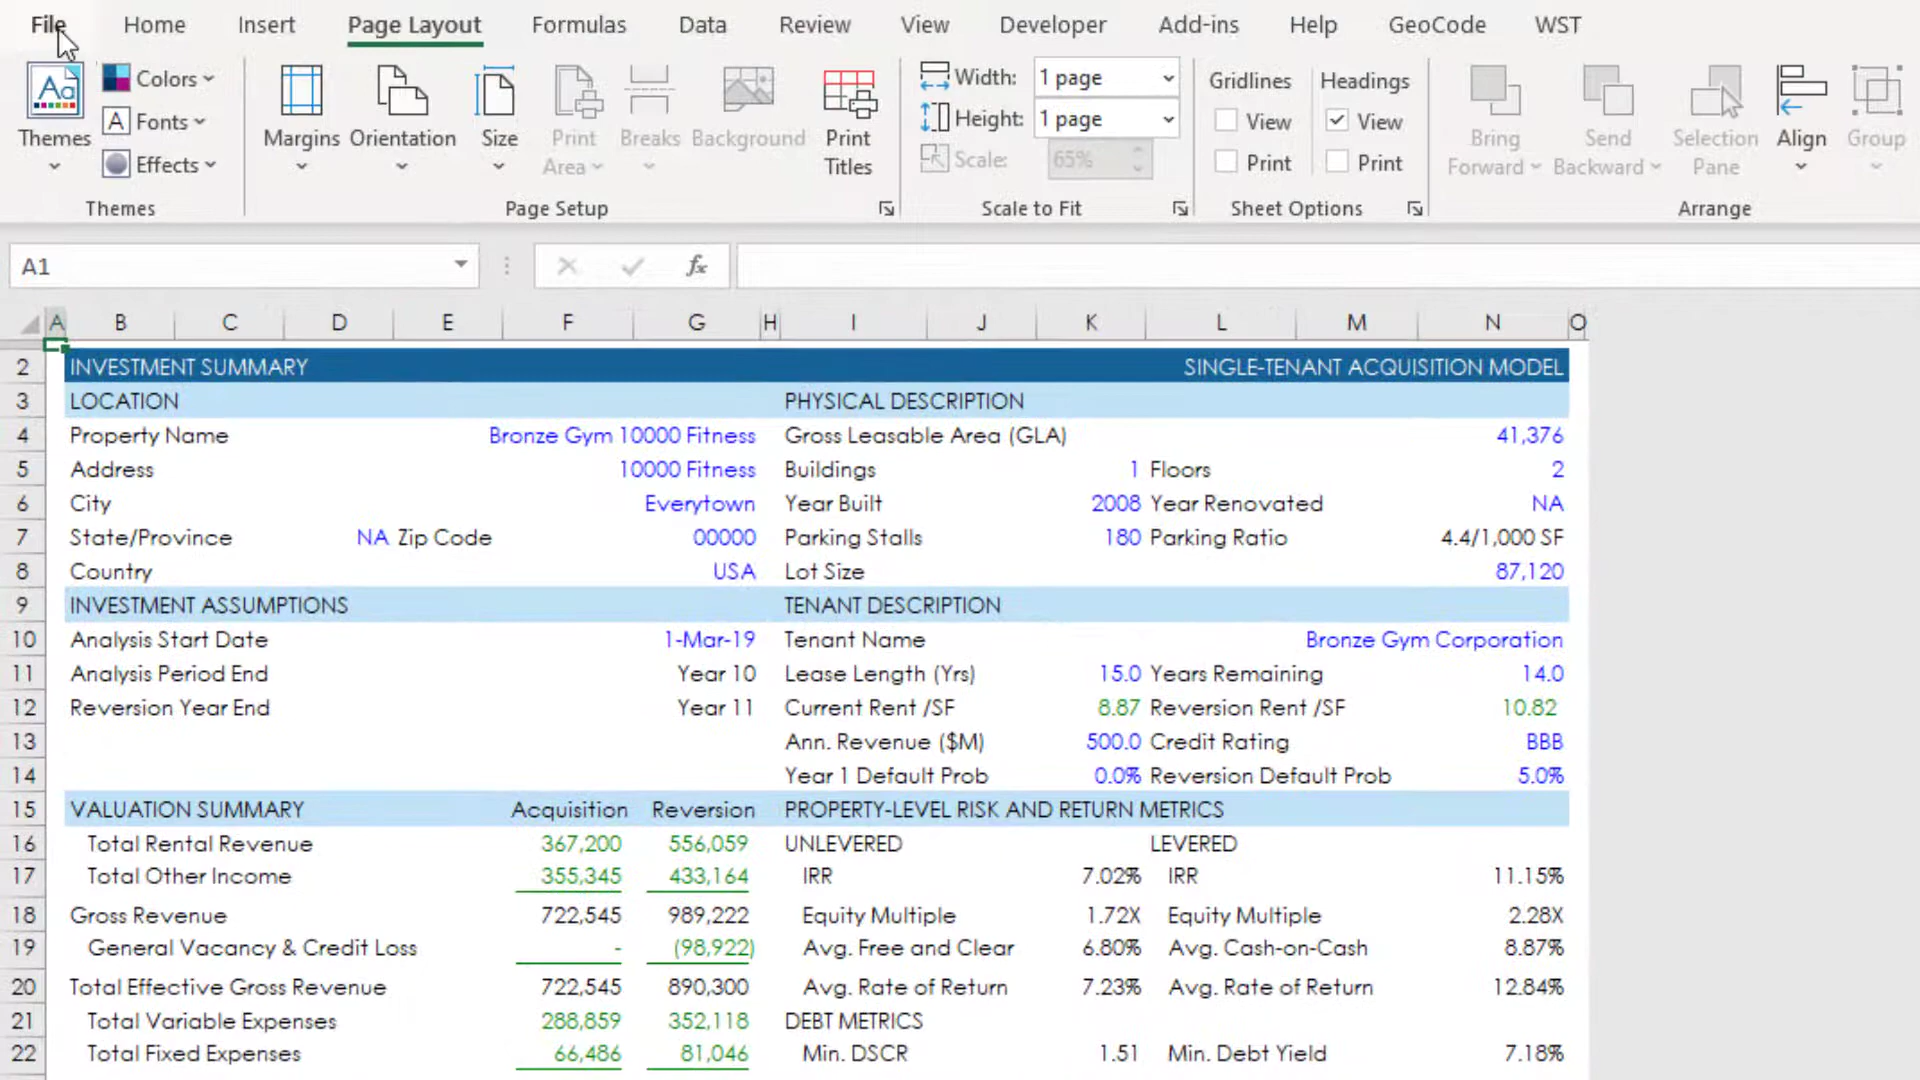 File Home Insert Page Layout Formulas Data Review View Developer Add-ins Help GeoCode WST
Aa Colors Width: 1 page Gridlines Headings
A Fonts Height: 1 page View View
Themes Effects Margins Orientation Size Print Area Breaks Background Print Titles Scale: 65% Print Print Bring Forward Send Backward Selection Pane Align Group
Themes Page Setup Scale to Fit Sheet Options Arrange
A1 fx
A B C D E F G H I J K L M N O
2 INVESTMENT SUMMARY SINGLE-TENANT ACQUISITION MODEL
3 LOCATION PHYSICAL DESCRIPTION
4 Property Name Bronze Gym 10000 Fitness Gross Leasable Area (GLA) 41,376
5 Address 10000 Fitness Buildings 1 Floors 2
6 City Everytown Year Built 2008 Year Renovated NA
7 State/Province NA Zip Code 00000 Parking Stalls 180 Parking Ratio 4.4/1,000 SF
8 Country USA Lot Size 87,120
9 INVESTMENT ASSUMPTIONS TENANT DESCRIPTION
10 Analysis Start Date 1-Mar-19 Tenant Name Bronze Gym Corporation
11 Analysis Period End Year 10 Lease Length (Yrs) 15.0 Years Remaining 14.0
12 Reversion Year End Year 11 Current Rent /SF 8.87 Reversion Rent /SF 10.82
13 Ann. Revenue ($M) 500.0 Credit Rating BBB
14 Year 1 Default Prob 0.0% Reversion Default Prob 5.0%
15 VALUATION SUMMARY Acquisition Reversion PROPERTY-LEVEL RISK AND RETURN METRICS
16 Total Rental Revenue 367,200 556,059 UNLEVERED LEVERED
17 Total Other Income 355,345 433,164 IRR 7.02% IRR 11.15%
18 Gross Revenue 722,545 989,222 Equity Multiple 1.72X Equity Multiple 2.28X
19 General Vacancy & Credit Loss - (98,922) Avg. Free and Clear 6.80% Avg. Cash-on-Cash 8.87%
20 Total Effective Gross Revenue 722,545 890,300 Avg. Rate of Return 7.23% Avg. Rate of Return 12.84%
21 Total Variable Expenses 288,859 352,118 DEBT METRICS
22 Total Fixed Expenses 66,486 81,046 Min. DSCR 1.51 Min. Debt Yield 7.18%